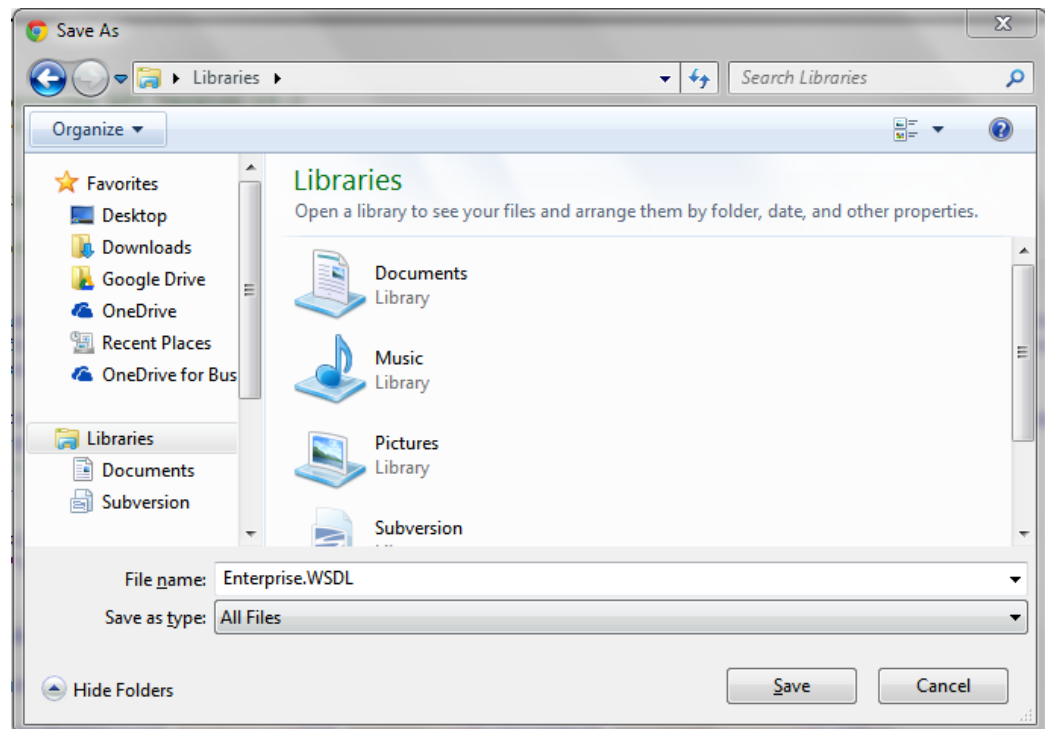 Save As
Libraries
Search Libraries
Organize
Favorites
Desktop
Downloads
Google Drive
OneDrive
Recent Places
OneDrive for Bus
Libraries
Documents
Subversion
Libraries
Open a library to see your files and arrange them by folder, date, and other properties.
Documents
Library
Music
Library
Pictures
Library
Subversion
File name: Enterprise.WSDL
Save as type: All Files
Hide Folders
Save Cancel